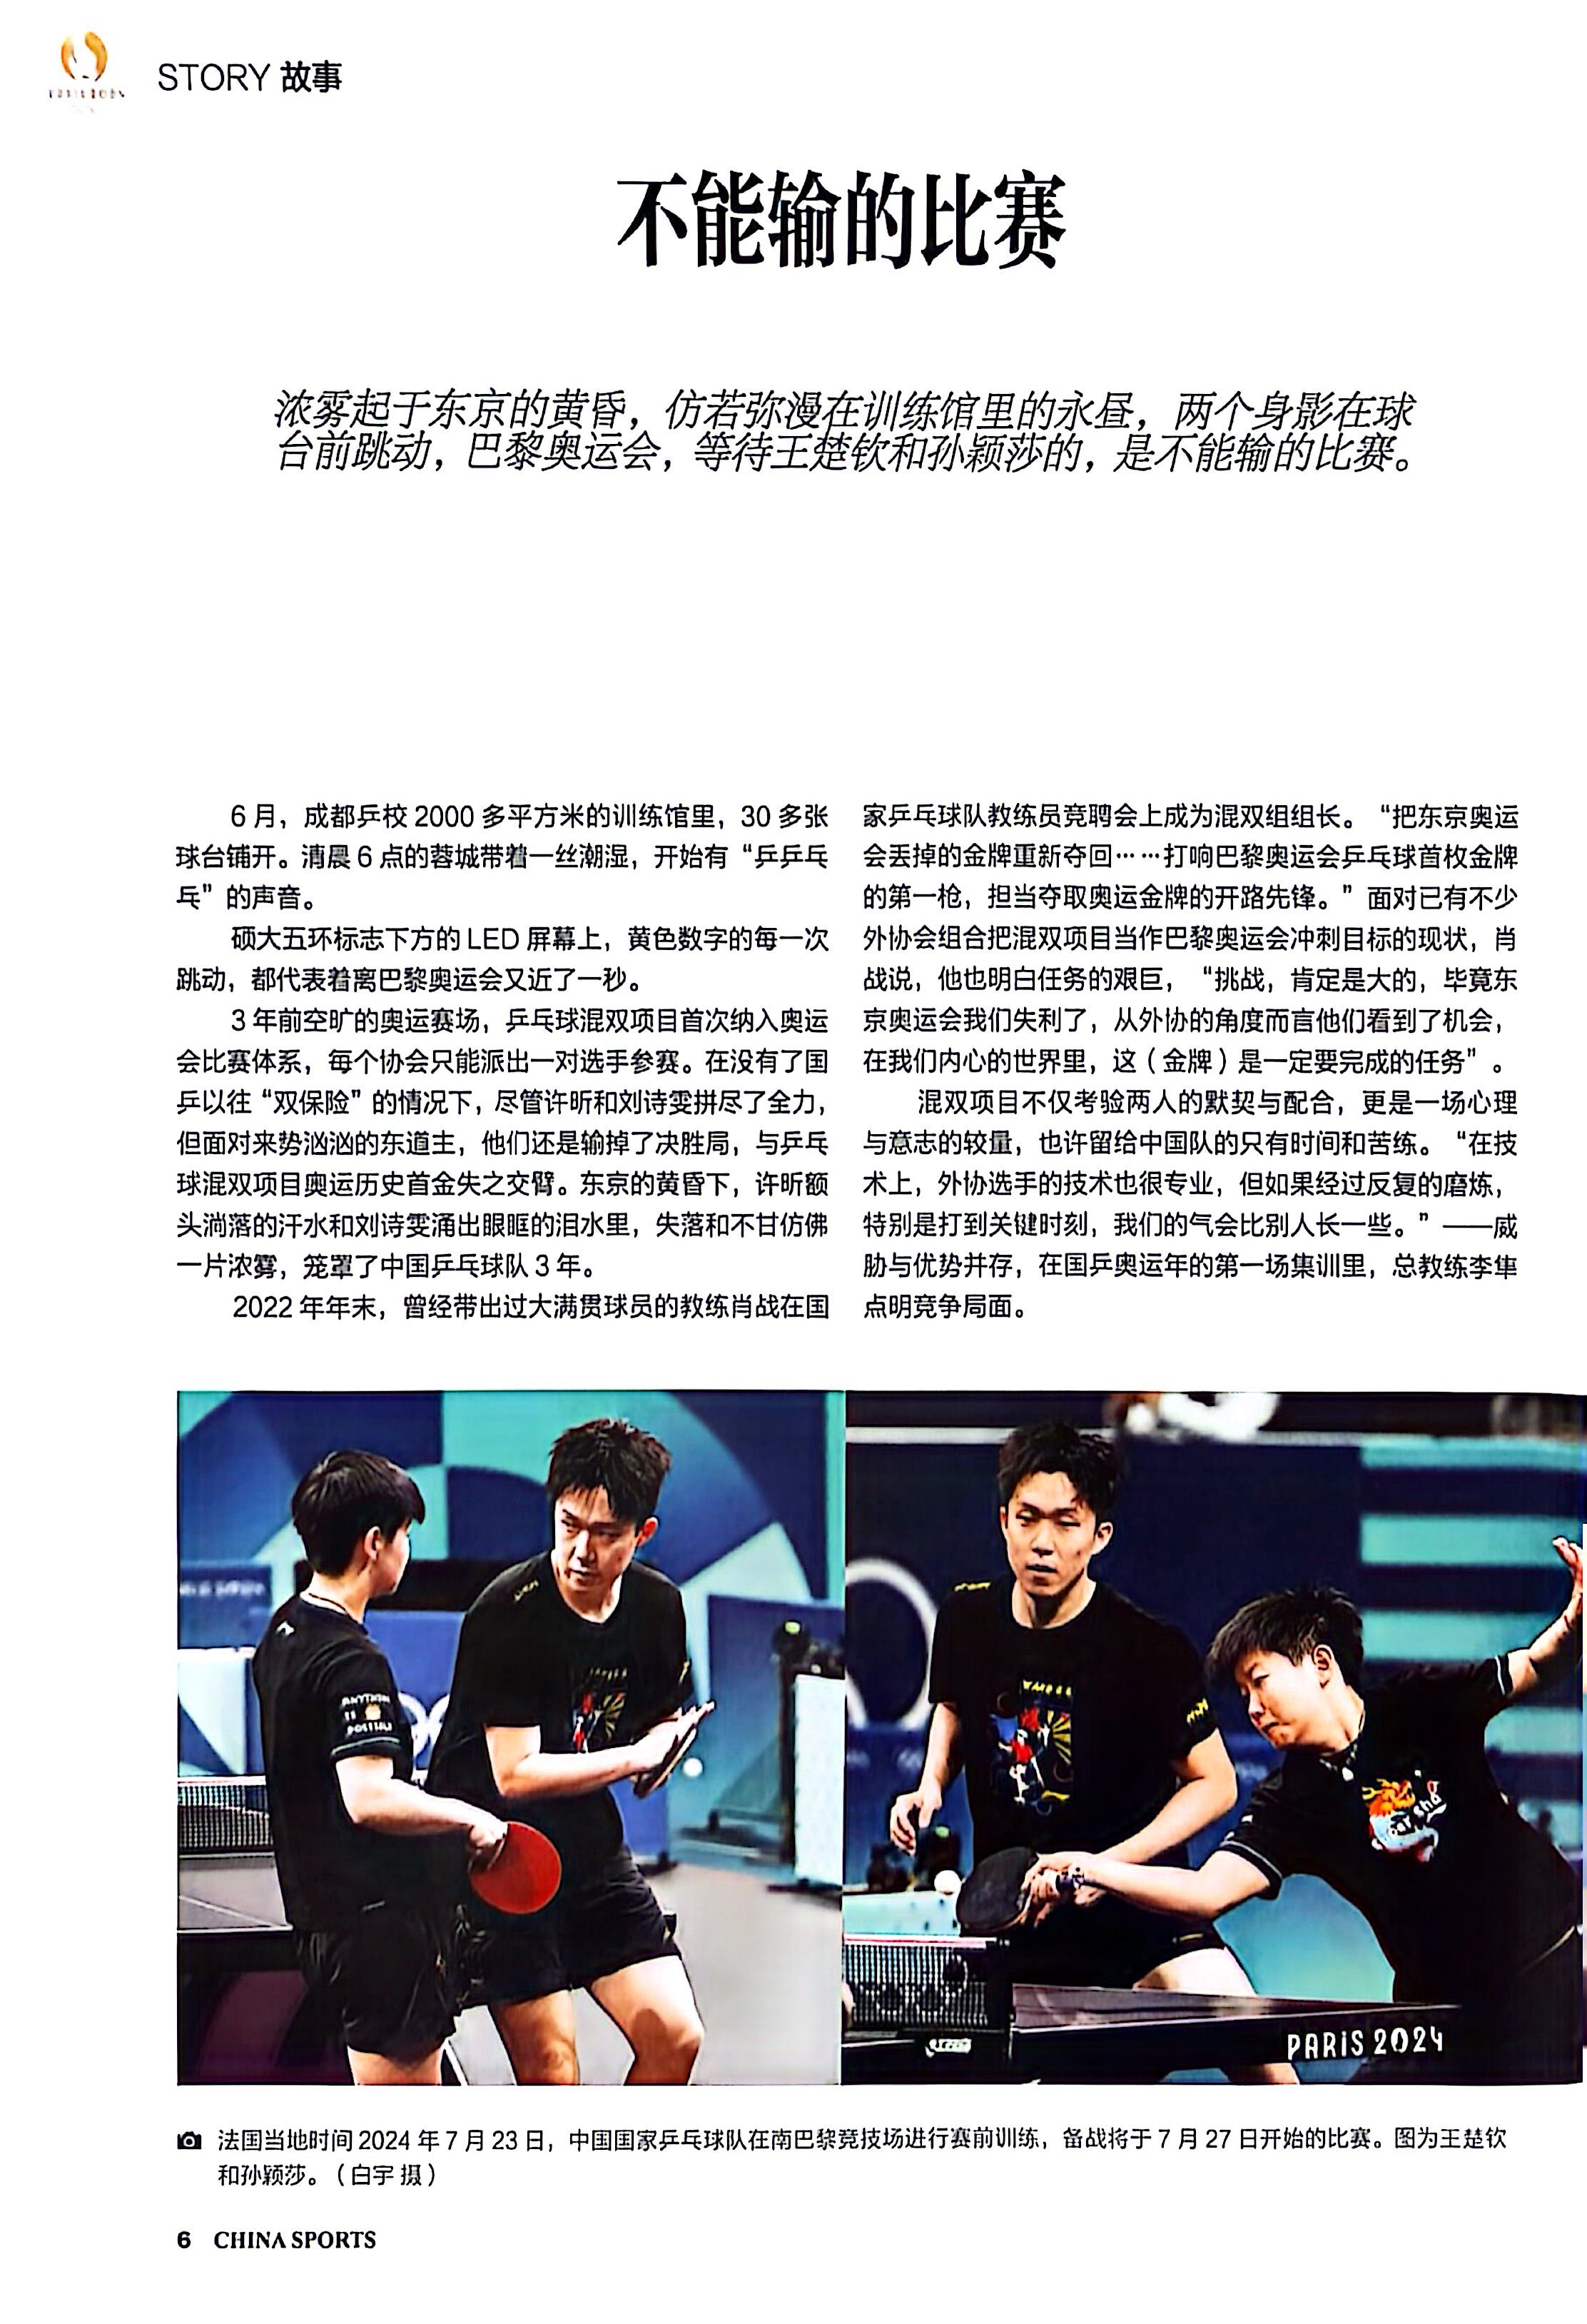 STORY 故事
不能输的比赛
浓雾起于东京的黄昏，仿若弥漫在训练馆里的永昼，两个身影在球
台前跳动，巴黎奥运会，等待王楚钦和孙颖莎的，是不能输的比赛。
6 月，成都乒校 2000 多平方米的训练馆里，30 多张
球台铺开。清晨 6 点的蓉城带着一丝潮湿，开始有“乒乒乓
乓”的声音。
硕大五环标志下方的 LED 屏幕上，黄色数字的每一次
跳动，都代表着离巴黎奥运会又近了一秒。
3 年前空旷的奥运赛场，乒乓球混双项目首次纳入奥运
会比赛体系，每个协会只能派出一对选手参赛。在没有了国
乒以往“双保险”的情况下，尽管许昕和刘诗雯拼尽了全力，
但面对来势汹汹的东道主，他们还是输掉了决胜局，与乒乓
球混双项目奥运历史首金失之交臂。东京的黄昏下，许昕额
头淌落的汗水和刘诗雯涌出眼眶的泪水里，失落和不甘仿佛
一片浓雾，笼罩了中国乒乓球队 3 年。
2022 年年末，曾经带出过大满贯球员的教练肖战在国
家乒乓球队教练员竞聘会上成为混双组组长。“把东京奥运
会丢掉的金牌重新夺回……打响巴黎奥运会乒乓球首枚金牌
的第一枪，担当夺取奥运金牌的开路先锋。”面对已有不少
外协会组合把混双项目当作巴黎奥运会冲刺目标的现状，肖
战说，他也明白任务的艰巨，“挑战，肯定是大的，毕竟东
京奥运会我们失利了，从外协的角度而言他们看到了机会，
在我们内心的世界里，这（金牌）是一定要完成的任务”。
混双项目不仅考验两人的默契与配合，更是一场心理
与意志的较量，也许留给中国队的只有时间和苦练。“在技
术上，外协选手的技术也很专业，但如果经过反复的磨炼，
特别是打到关键时刻，我们的气会比别人长一些。”——威
胁与优势并存，在国乒奥运年的第一场集训里，总教练李隼
点明竞争局面。
ANYTHING
IS
POSSIBLE
PARIS 2024
法国当地时间 2024 年 7 月 23 日，中国国家乒乓球队在南巴黎竞技场进行赛前训练，备战将于 7 月 27 日开始的比赛。图为王楚钦
和孙颖莎。（白宇 摄）
6 CHINA SPORTS